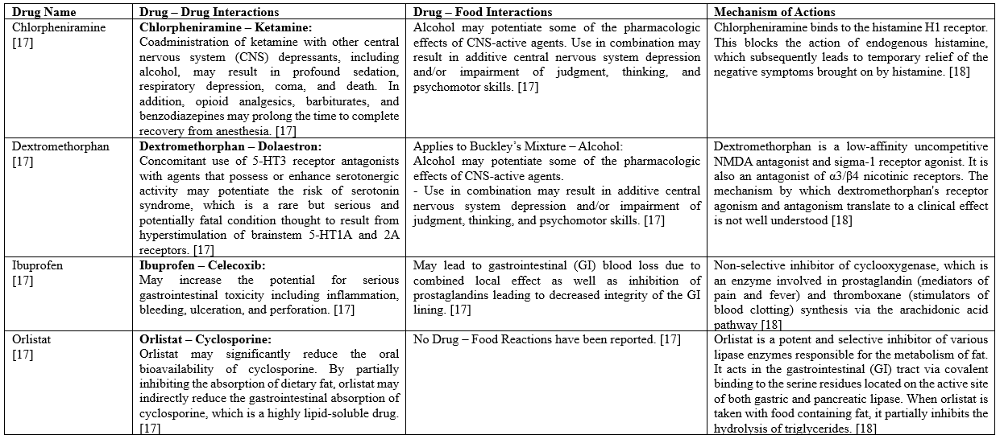 Drug Name
Drug – Drug Interactions
Drug – Food Interactions
Mechanism of Actions
Chlorpheniramine
[17]
Chlorpheniramine – Ketamine:
Coadministration of ketamine with other central
nervous system (CNS) depressants, including
alcohol, may result in profound sedation,
respiratory depression, coma, and death. In
addition, opioid analgesics, barbiturates, and
benzodiazepines may prolong the time to complete
recovery from anesthesia. [17]
Alcohol may potentiate some of the pharmacologic
effects of CNS-active agents. Use in combination may
result in additive central nervous system depression
and/or impairment of judgment, thinking, and
psychomotor skills. [17]
Chlorpheniramine binds to the histamine H1 receptor.
This blocks the action of endogenous histamine,
which subsequently leads to temporary relief of the
negative symptoms brought on by histamine. [18]
Dextromethorphan
[17]
Dextromethorphan – Dolaestron:
Concomitant use of 5-HT3 receptor antagonists
with agents that possess or enhance serotonergic
activity may potentiate the risk of serotonin
syndrome, which is a rare but serious and
potentially fatal condition thought to result from
hyperstimulation of brainstem 5-HT1A and 2A
receptors. [17]
Applies to Buckley’s Mixture – Alcohol:
Alcohol may potentiate some of the pharmacologic
effects of CNS-active agents.
- Use in combination may result in additive central
nervous system depression and/or impairment of
judgment, thinking, and psychomotor skills. [17]
Dextromethorphan is a low-affinity uncompetitive
NMDA antagonist and sigma-1 receptor agonist. It is
also an antagonist of α3/β4 nicotinic receptors. The
mechanism by which dextromethorphan's receptor
agonism and antagonism translate to a clinical effect
is not well understood [18]
Ibuprofen
[17]
Ibuprofen – Celecoxib:
May increase the potential for serious
gastrointestinal toxicity including inflammation,
bleeding, ulceration, and perforation. [17]
May lead to gastrointestinal (GI) blood loss due to
combined local effect as well as inhibition of
prostaglandins leading to decreased integrity of the GI
lining. [17]
Non-selective inhibitor of cyclooxygenase, which is
an enzyme involved in prostaglandin (mediators of
pain and fever) and thromboxane (stimulators of
blood clotting) synthesis via the arachidonic acid
pathway [18]
Orlistat
[17]
Orlistat – Cyclosporine:
Orlistat may significantly reduce the oral
bioavailability of cyclosporine. By partially
inhibiting the absorption of dietary fat, orlistat may
indirectly reduce the gastrointestinal absorption of
cyclosporine, which is a highly lipid-soluble drug.
[17]
No Drug – Food Reactions have been reported. [17]
Orlistat is a potent and selective inhibitor of various
lipase enzymes responsible for the metabolism of fat.
It acts in the gastrointestinal (GI) tract via covalent
binding to the serine residues located on the active site
of both gastric and pancreatic lipase. When orlistat is
taken with food containing fat, it partially inhibits the
hydrolysis of triglycerides. [18]